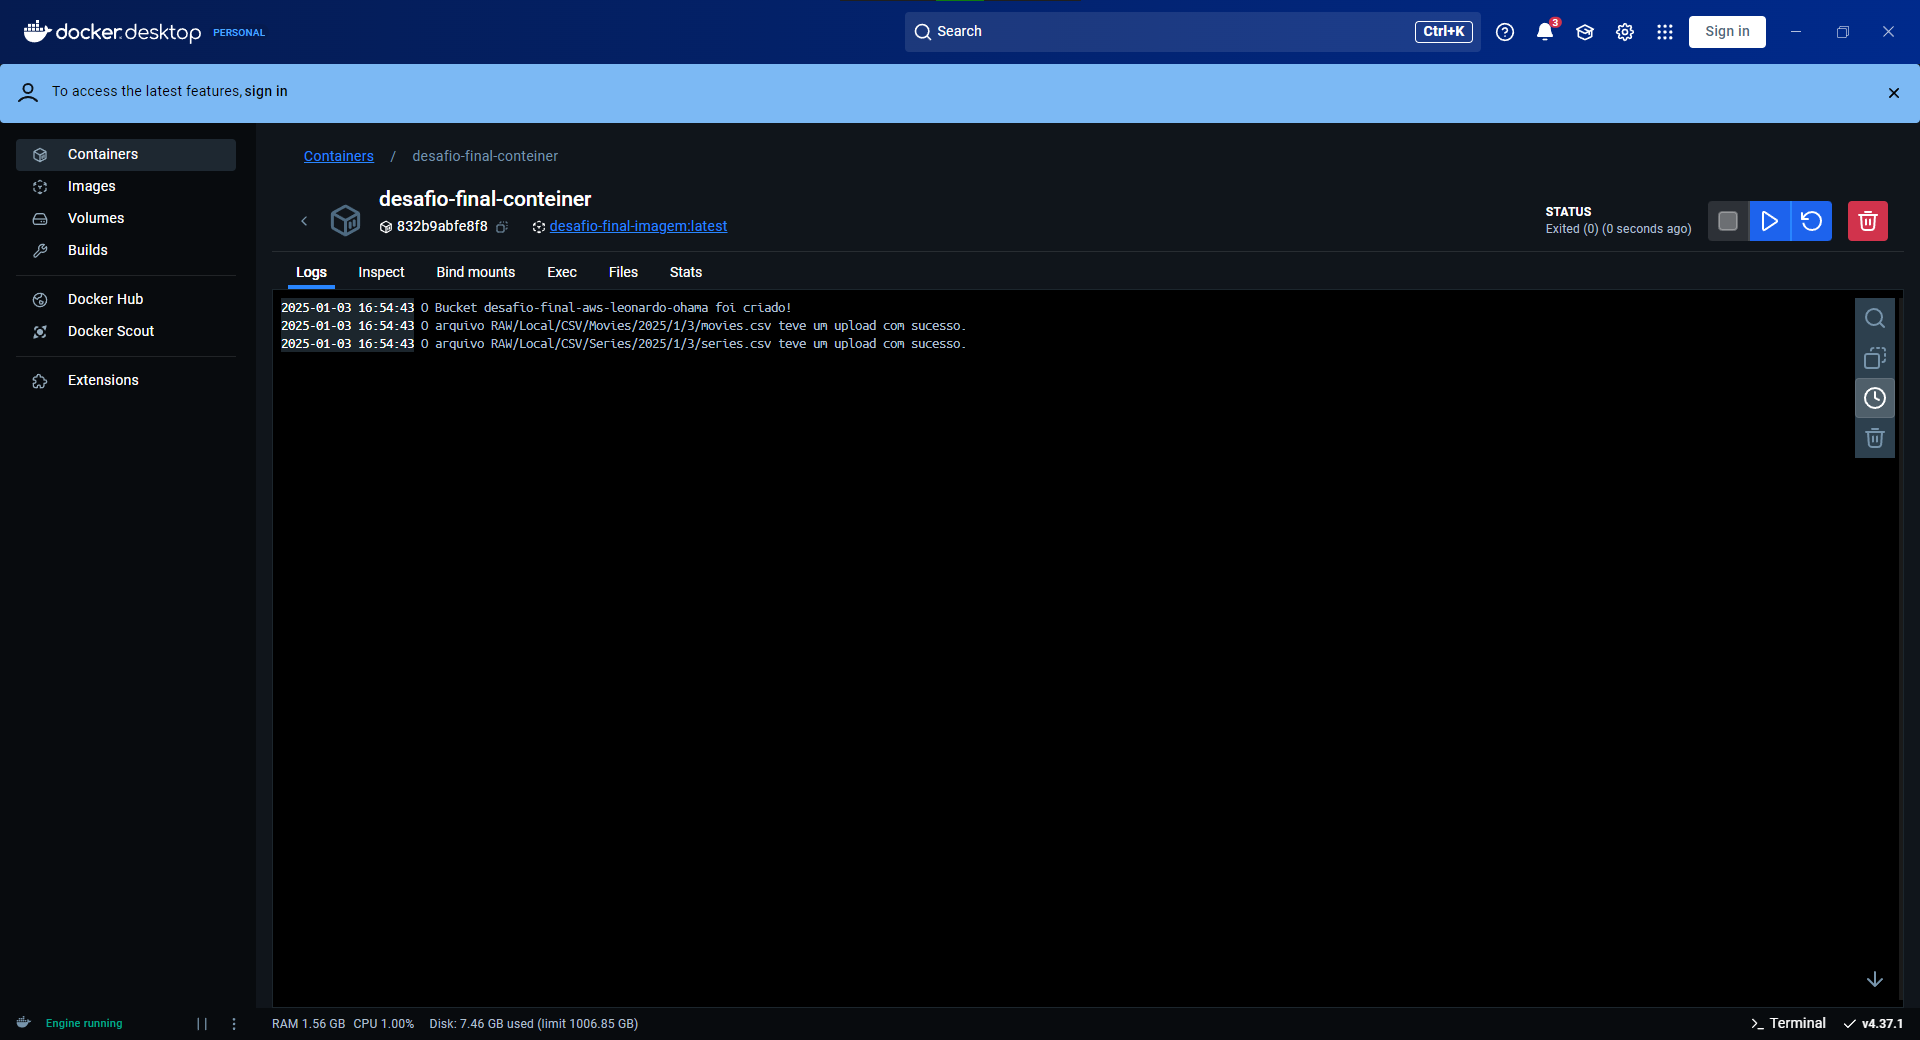 docker.desktop PERSONAL
Search Ctrl+K
3
Sign in
To access the latest features, sign in
Containers
Images
Volumes
Builds
Docker Hub
Docker Scout
Extensions
Containers / desafio-final-conteiner
desafio-final-conteiner
832b9abfe8f8 desafio-final-imagem:latest
STATUS
Exited (0) (0 seconds ago)
Logs Inspect Bind mounts Exec Files Stats
2025-01-03 16:54:43 O Bucket desafio-final-aws-leonardo-ohama foi criado!
2025-01-03 16:54:43 O arquivo RAW/Local/CSV/Movies/2025/1/3/movies.csv teve um upload com sucesso.
2025-01-03 16:54:43 O arquivo RAW/Local/CSV/Series/2025/1/3/series.csv teve um upload com sucesso.
Engine running
RAM 1.56 GB CPU 1.00% Disk: 7.46 GB used (limit 1006.85 GB)
>_ Terminal v4.37.1